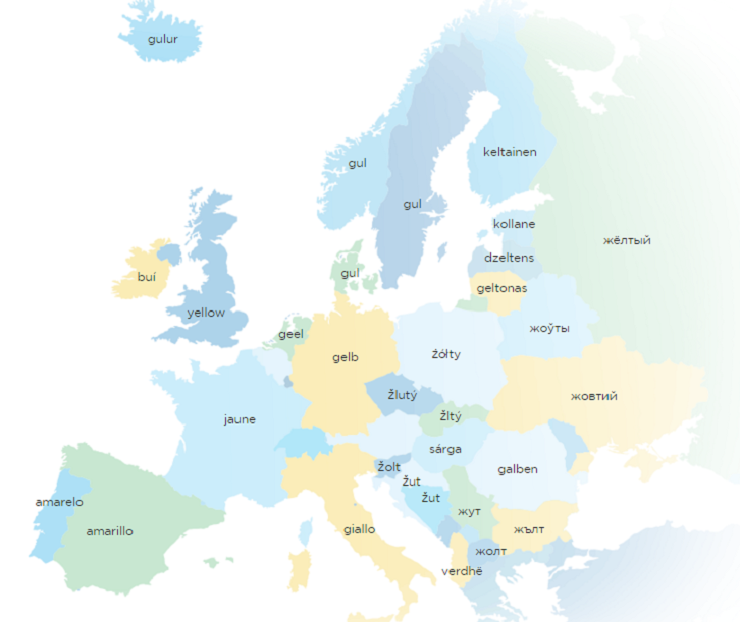 gulur
keltainen
gul
gul
kollane
жёлтый
dzeltens
gul
buí
geltonas
yellow
жоўты
geel
gelb
żółty
žlutý
жовтий
žltý
jaune
sárga
žolt
galben
žut
žut
amarelo
amarillo
жут
giallo
жълт
жолт
verdhë